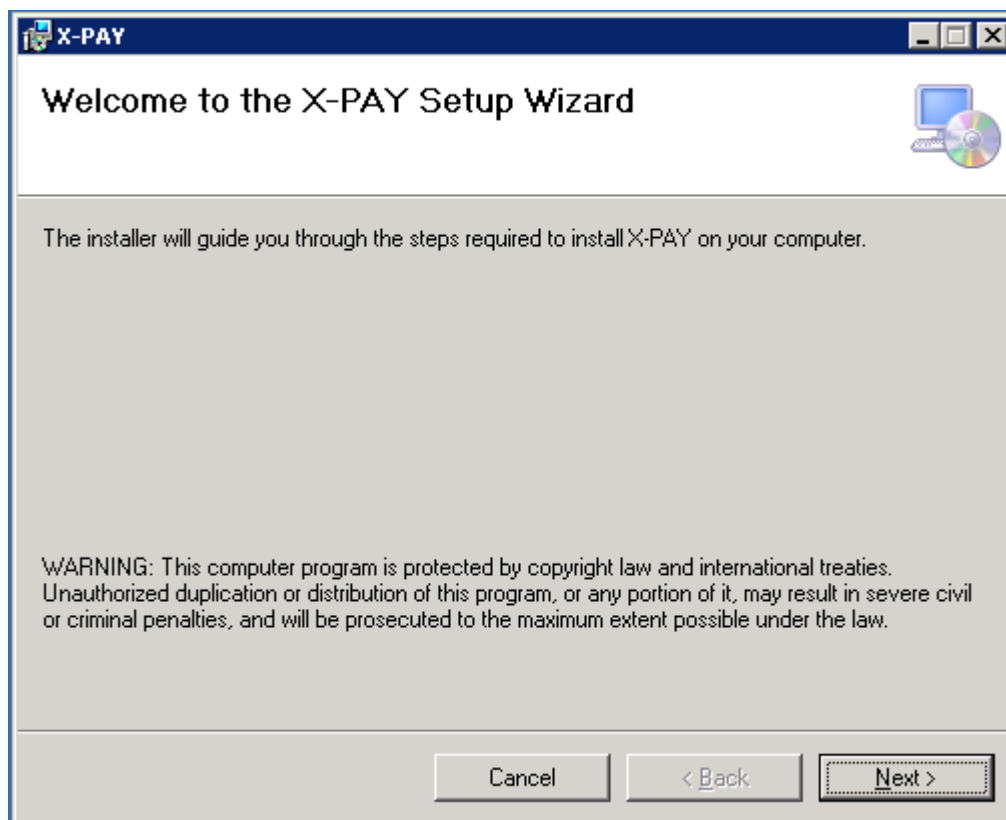 X-PAY
Welcome to the X-PAY Setup Wizard
The installer will guide you through the steps required to install X-PAY on your computer.
WARNING: This computer program is protected by copyright law and international treaties.
Unauthorized duplication or distribution of this program, or any portion of it, may result in severe civil
or criminal penalties, and will be prosecuted to the maximum extent possible under the law.
Cancel
< Back
Next >